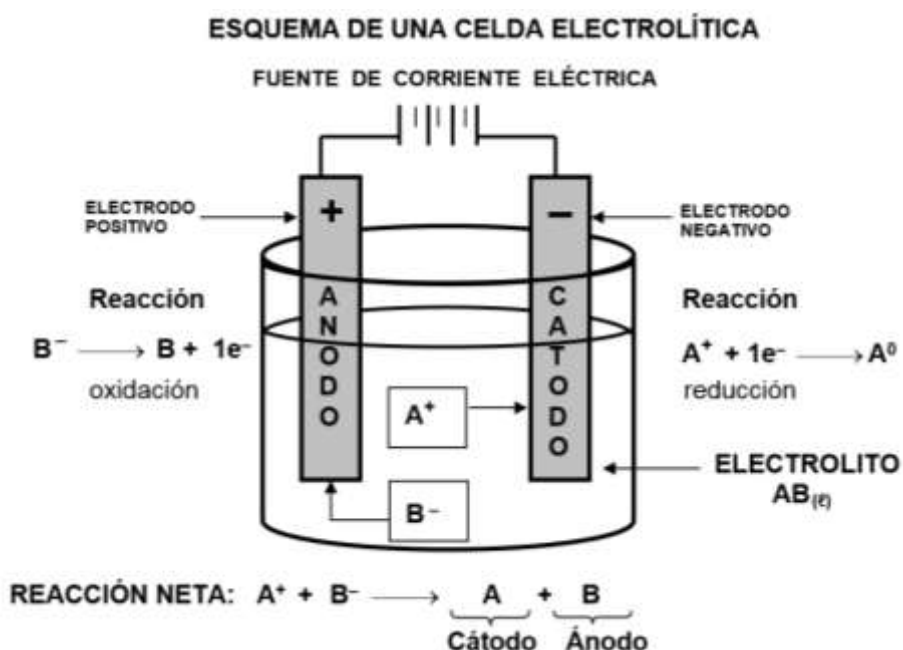 ESQUEMA DE UNA CELDA ELECTROLÍTICA
FUENTE DE CORRIENTE ELÉCTRICA
ELECTRODO
POSITIVO
+
−
ELECTRODO
NEGATIVO
Reacción
B⁻ ⟶ B + 1e⁻
oxidación
ANODO
CATODO
A⁺
B⁻
Reacción
A⁺ + 1e⁻ ⟶ A⁰
reducción
ELECTROLITO
AB(ℓ)
REACCIÓN NETA: A⁺ + B⁻ ⟶ A + B
Cátodo Ánodo